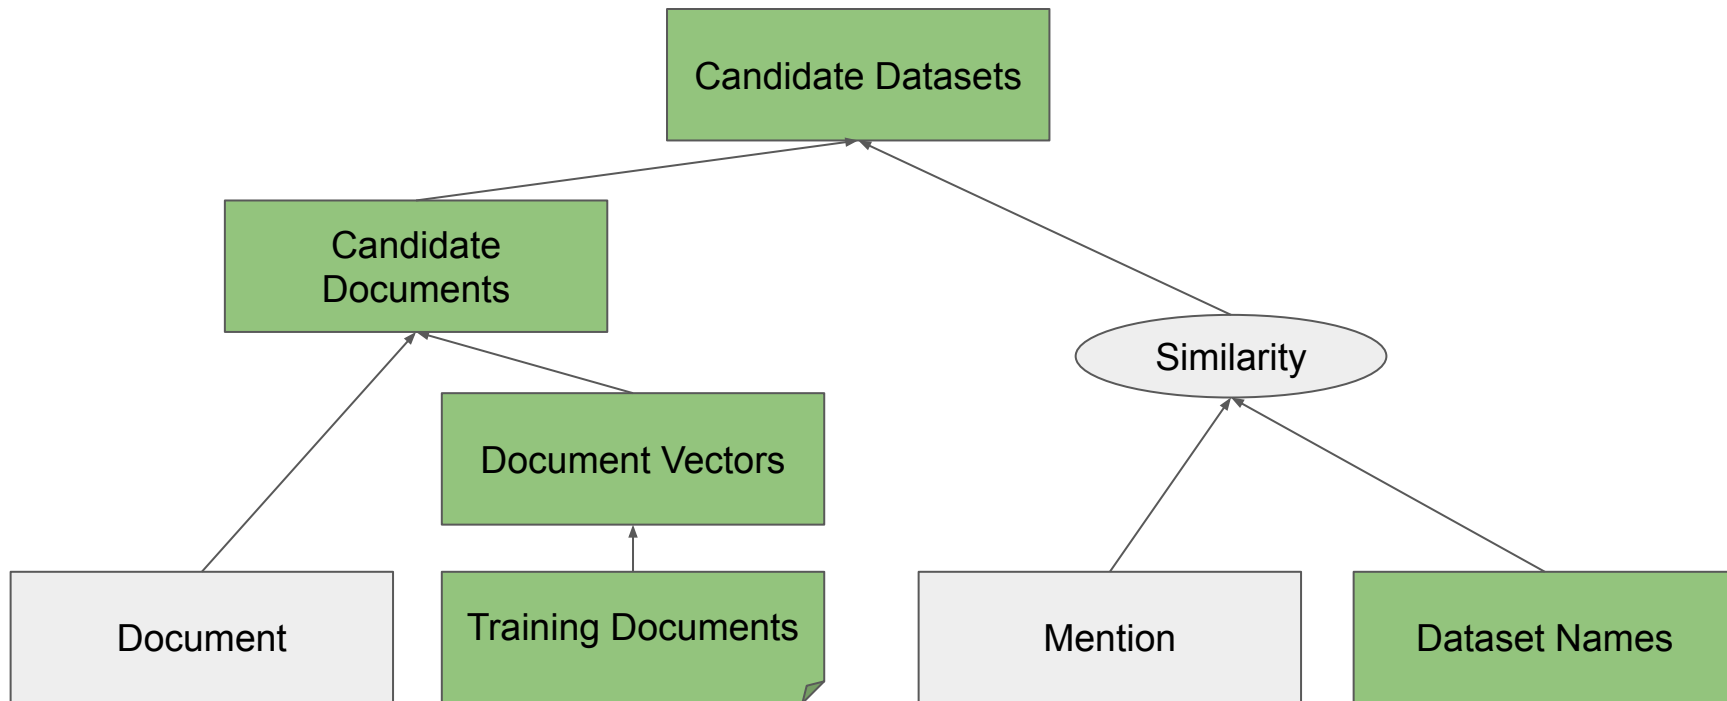 Candidate Datasets
Candidate
Documents
Similarity
Document Vectors
Document
Training Documents
Mention
Dataset Names